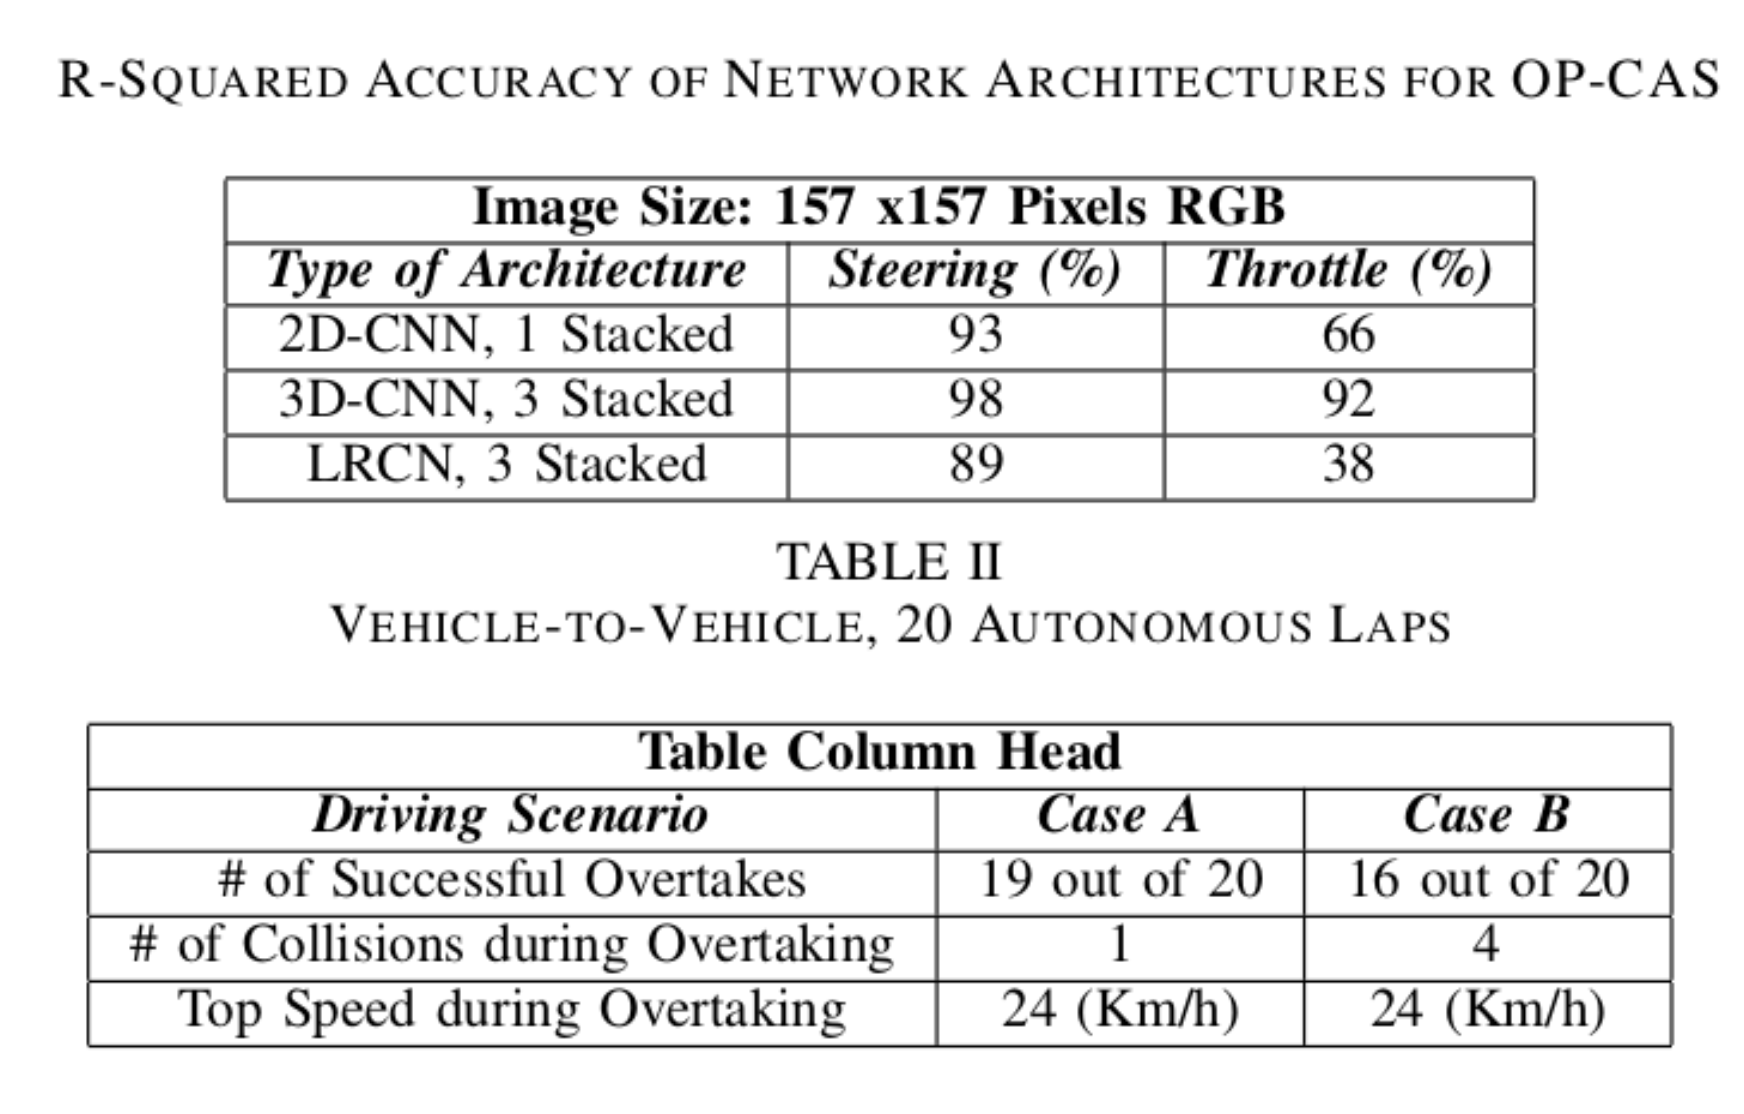 R-SQUARED ACCURACY OF NETWORK ARCHITECTURES FOR OP-CAS
Image Size: 157 x157 Pixels RGB
Type of Architecture Steering (%) Throttle (%)
2D-CNN, 1 Stacked 93 66
3D-CNN, 3 Stacked 98 92
LRCN, 3 Stacked 89 38
TABLE II
VEHICLE-TO-VEHICLE, 20 AUTONOMOUS LAPS
Table Column Head
Driving Scenario Case A Case B
# of Successful Overtakes 19 out of 20 16 out of 20
# of Collisions during Overtaking 1 4
Top Speed during Overtaking 24 (Km/h) 24 (Km/h)